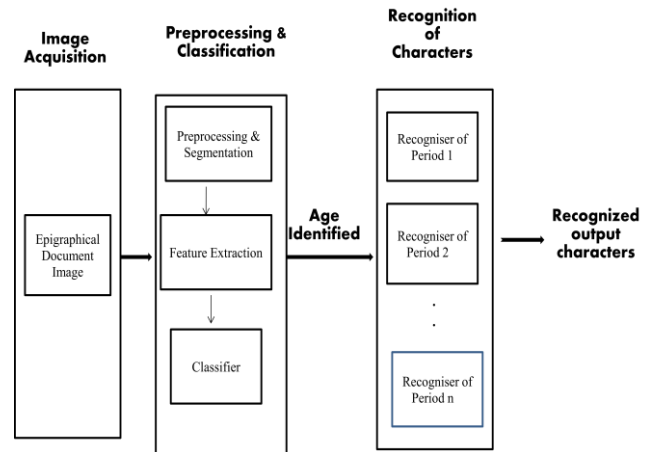 Image
Acquisition
Preprocessing &
Classification
Recognition
of
Characters
Epigraphical
Document
Image
Preprocessing &
Segmentation
Feature Extraction
Classifier
Age
Identified
Recogniser of
Period 1
Recogniser of
Period 2
.
.
Recogniser of
Period n
Recognized
output
characters